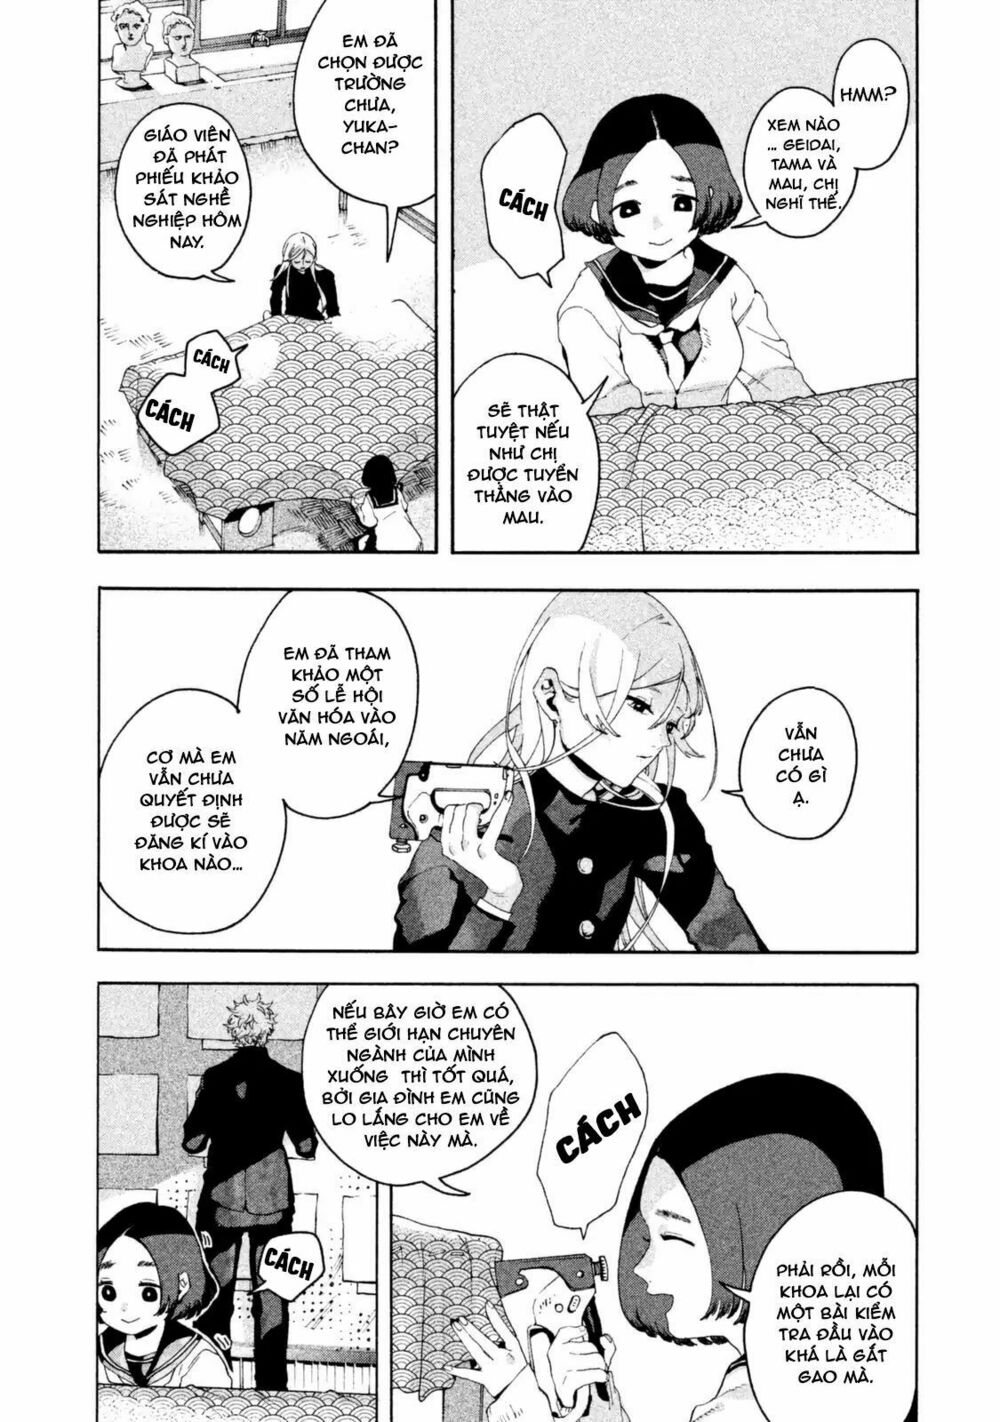 HMM?
XEM NÀO
... GEIDAI,
TAMA VÀ
MAU, CHỊ
NGHĨ THẾ.
CÁCH
SẼ THẬT
TUYỆT NẾU
NHƯ CHỊ
ĐƯỢC TUYỂN
THẲNG VÀO
MAU.
EM ĐÃ
CHỌN ĐƯỢC
TRƯỜNG
CHƯA,
YUKA-
CHAN?
GIÁO VIÊN
ĐÃ PHÁT
PHIẾU KHẢO
SÁT NGHỀ
NGHIỆP HÔM
NAY.
CÁCH
CÁCH
VẪN
CHƯA
CÓ GÌ
Ạ.
EM ĐÃ THAM
KHẢO MỘT
SỐ LỄ HỘI
VĂN HÓA VÀO
NĂM NGOÁI,
CƠ MÀ EM
VẪN CHƯA
QUYẾT ĐỊNH
ĐƯỢC SẼ
ĐĂNG KÍ VÀO
KHOA NÀO...
PHẢI RỒI, MỖI
KHOA LẠI CÓ
MỘT BÀI KIỂM
TRA ĐẦU VÀO
KHÁ LÀ GẮT
GAO MÀ.
CÁCH
NẾU BÂY GIỜ EM CÓ
THỂ GIỚI HẠN CHUYÊN
NGÀNH CỦA MÌNH
XUỐNG THÌ TỐT QUÁ,
BỞI GIA ĐÌNH EM CŨNG
LO LẮNG CHO EM VỀ
VIỆC NÀY MÀ.
CÁCH